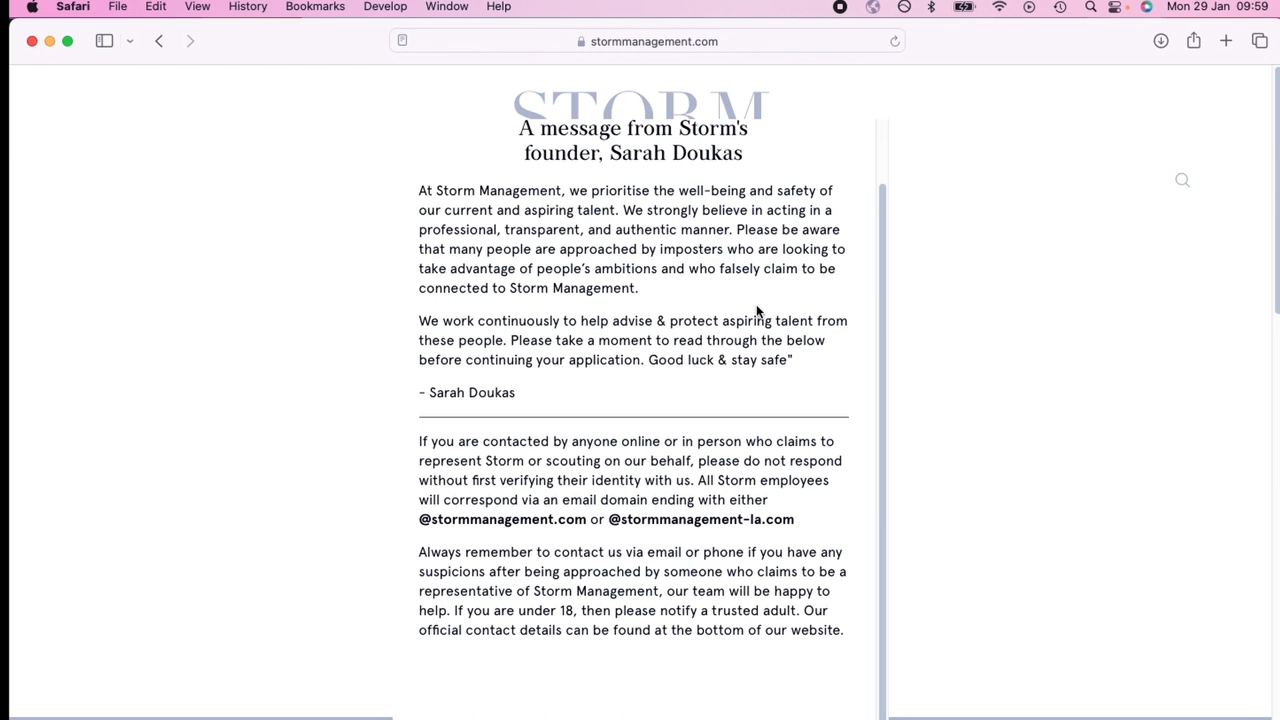 Safari File Edit View History Bookmarks Develop Window Help Mon 29 Jan 09:59
stormmanagement.com
STORM
A message from Storm's
founder, Sarah Doukas
At Storm Management, we prioritise the well-being and safety of
our current and aspiring talent. We strongly believe in acting in a
professional, transparent, and authentic manner. Please be aware
that many people are approached by imposters who are looking to
take advantage of people’s ambitions and who falsely claim to be
connected to Storm Management.
We work continuously to help advise & protect aspiring talent from
these people. Please take a moment to read through the below
before continuing your application. Good luck & stay safe"
- Sarah Doukas
If you are contacted by anyone online or in person who claims to
represent Storm or scouting on our behalf, please do not respond
without first verifying their identity with us. All Storm employees
will correspond via an email domain ending with either
@stormmanagement.com or @stormmanagement-la.com
Always remember to contact us via email or phone if you have any
suspicions after being approached by someone who claims to be a
representative of Storm Management, our team will be happy to
help. If you are under 18, then please notify a trusted adult. Our
official contact details can be found at the bottom of our website.